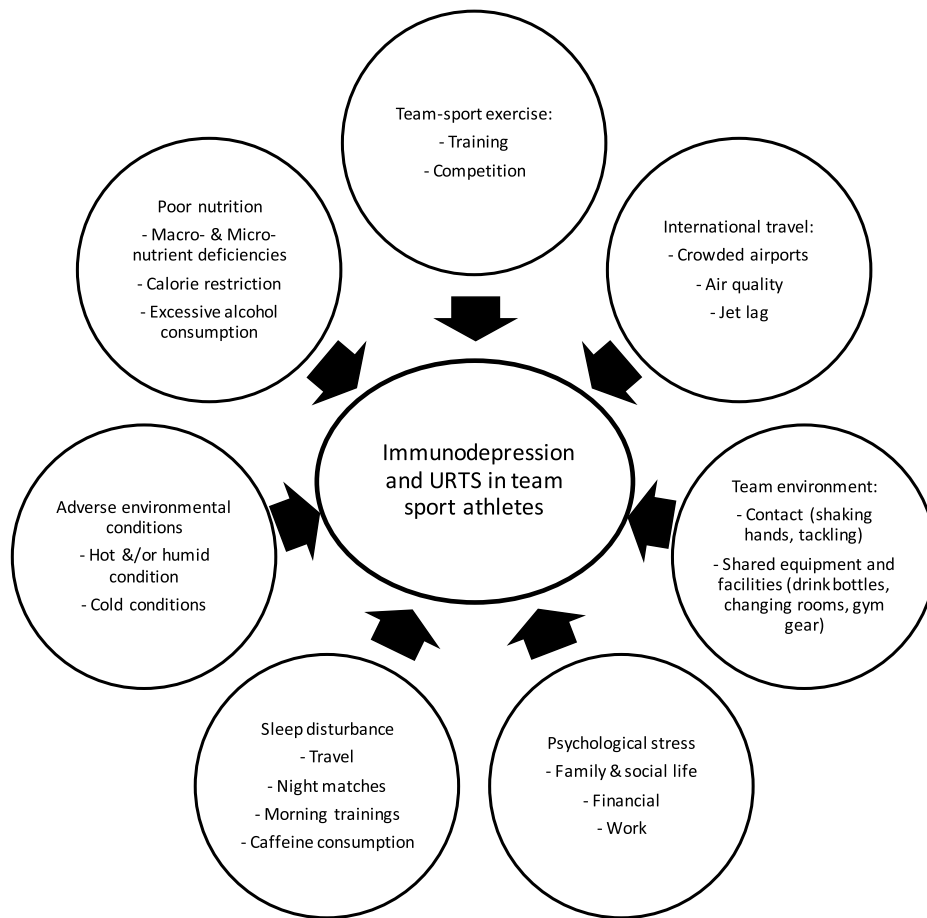 Team-sport exercise:
- Training
- Competition
Poor nutrition
- Macro- & Micro-
nutrient deficiencies
- Calorie restriction
- Excessive alcohol
consumption
International travel:
- Crowded airports
- Air quality
- Jet lag
Immunodepression
and URTS in team
sport athletes
Adverse environmental
conditions
- Hot &/or humid
condition
- Cold conditions
Team environment:
- Contact (shaking
hands, tackling)
- Shared equipment and
facilities (drink bottles,
changing rooms, gym
gear)
Sleep disturbance
- Travel
- Night matches
- Morning trainings
- Caffeine consumption
Psychological stress
- Family & social life
- Financial
- Work